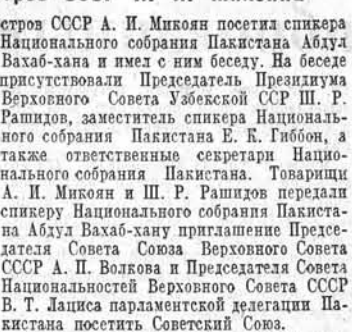 стров СССР А. И. Микоян посетил спикера
Национального собрания Пакистана Абдул
Вахаб-хана и имел с ним беседу. На беседе
присутствовали Председатель Президиума
Верховного Совета Узбекской ССР Ш. Р.
Рашидов, заместитель спикера Националь-
ного собрания Пакистана Е. К. Гиббон, а
также ответственные секретари Нацио-
нального собрания Пакистана. Товарищи
А. И. Микоян и Ш. Р. Рашидов передали
спикеру Национального собрания Пакиста-
на Абдул Вахаб-хану приглашение Предсе-
дателя Совета Союза Верховного Совета
СССР А. П. Волкова и Председателя Совета
Национальностей Верховного Совета СССР
В. Т. Лациса парламентской делегации Па-
кистана посетить Советский Союз.